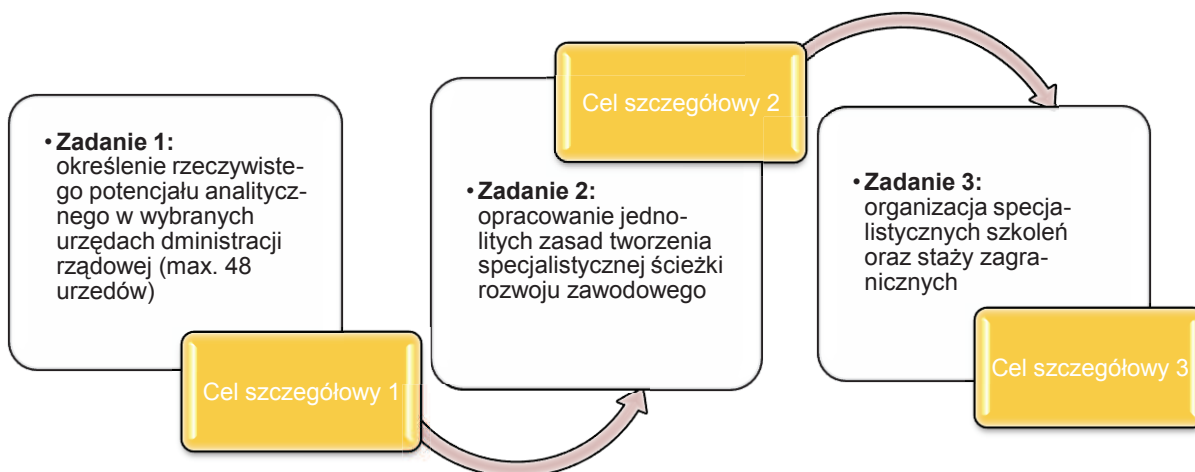 • Zadanie 1:
określenie rzeczywiste-
go potencjału analitycz-
nego w wybranych
urzędach dministracji
rządowej (max. 48
urzedów)
Cel szczegółowy 1
Cel szczegółowy 2
• Zadanie 2:
opracowanie jedno-
litych zasad tworzenia
specjalistycznej ścieżki
rozwoju zawodowego
• Zadanie 3:
organizacja specja-
listycznych szkoleń
oraz staży zagra-
nicznych
Cel szczegółowy 3